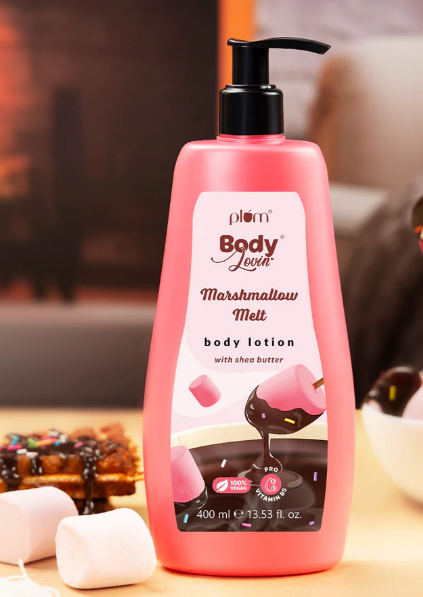 plum®
Body®
Lovin'
Marshmallow
Melt
body lotion
with shea butter
100%
VEGAN
PRO
VITAMIN B5
400 ml ℮ 13.53 fl. oz.